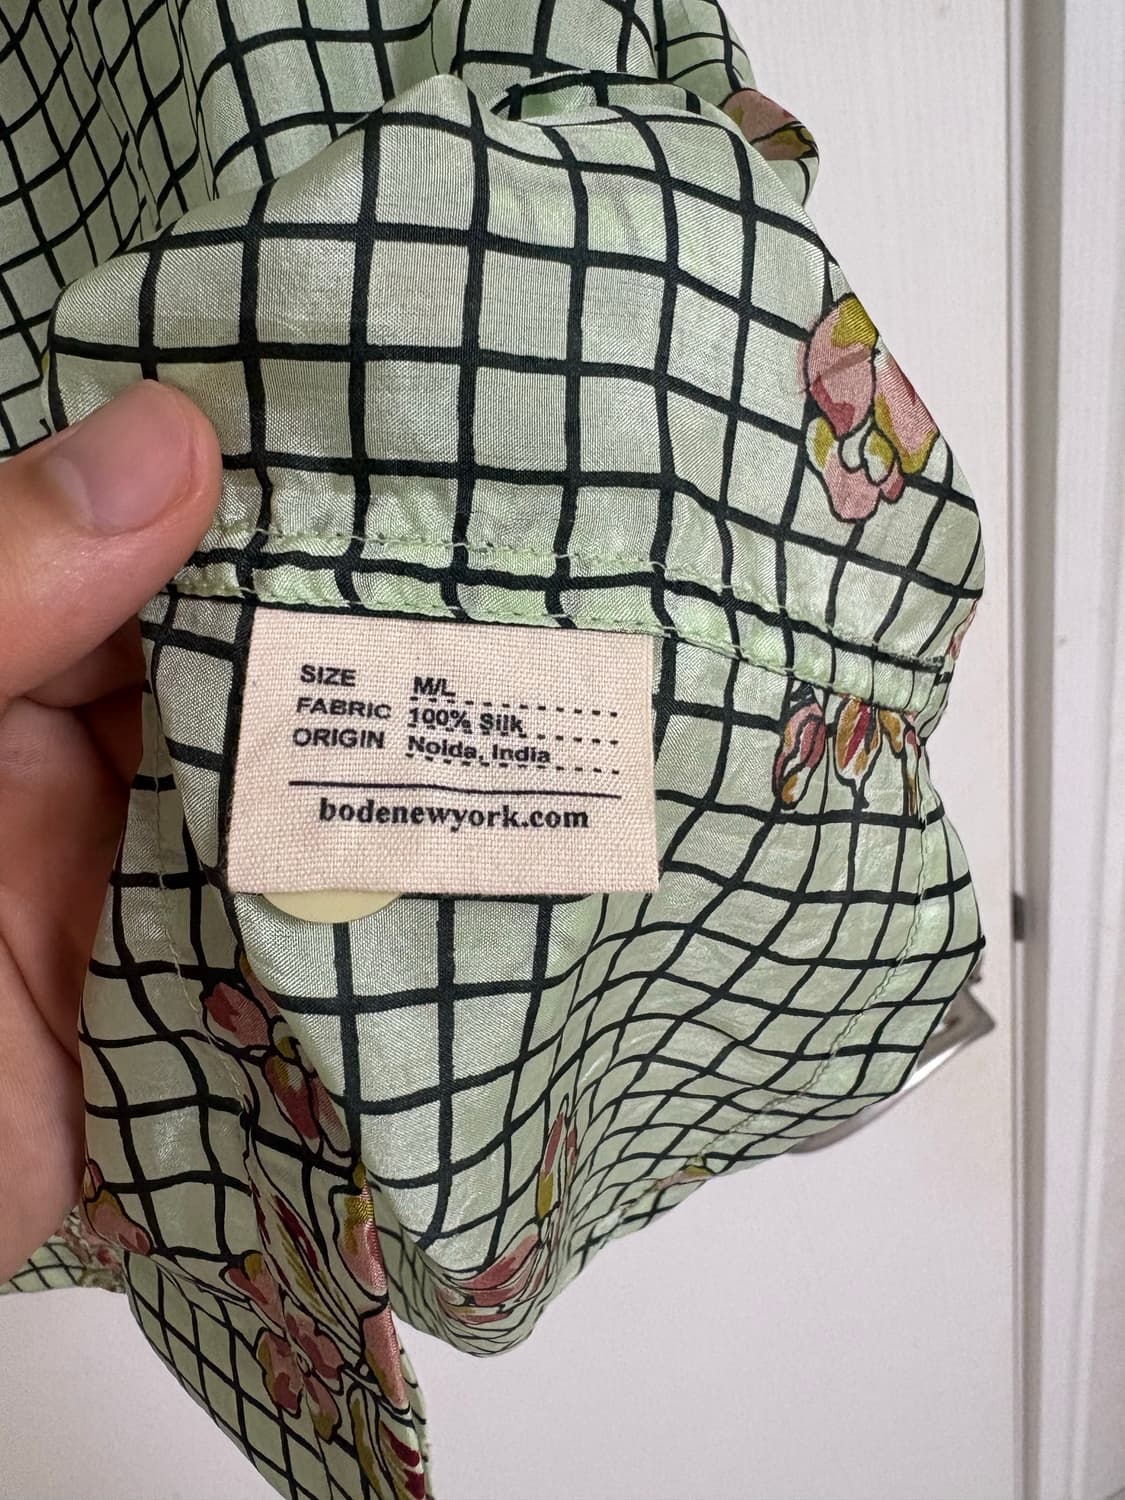 SIZE M/L
FABRIC 100% Silk
ORIGIN Noida, India
bodenewyork.com